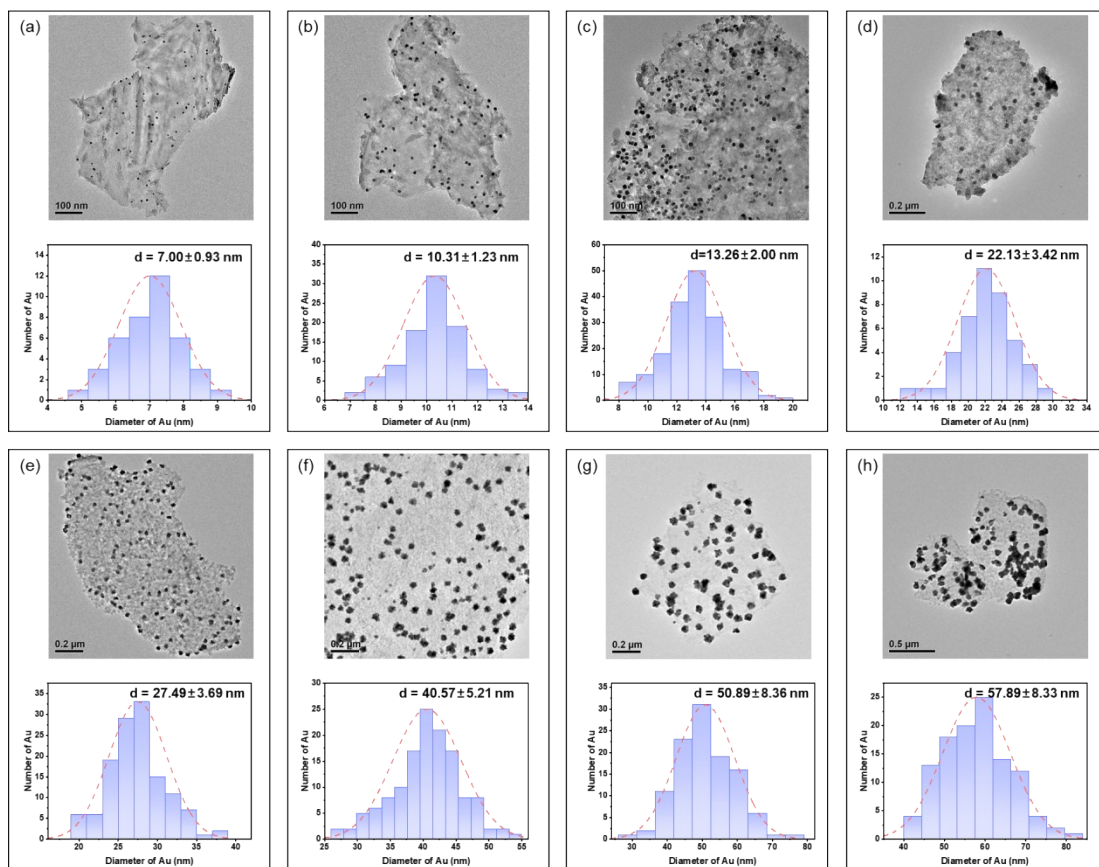 (a)
100 nm
d = 7.00±0.93 nm
14
12
10
8
6
4
2
0
Number of Au
4 5 6 7 8 9 10
Diameter of Au (nm)
(b)
100 nm
d = 10.31±1.23 nm
40
35
30
25
20
15
10
5
0
Number of Au
6 7 8 9 10 11 12 13 14
Diameter of Au (nm)
(c)
100 nm
d=13.26±2.00 nm
60
50
40
30
20
10
0
Number of Au
8 10 12 14 16 18 20
Diameter of Au (nm)
(d)
0.2 µm
d = 22.13±3.42 nm
12
10
8
6
4
2
0
Number of Au
10 12 14 16 18 20 22 24 26 28 30 32 34
Diameter of Au (nm)
(e)
0.2 µm
d = 27.49±3.69 nm
35
30
25
20
15
10
5
0
Number of Au
20 25 30 35 40
Diameter of Au (nm)
(f)
0.2 µm
d = 40.57±5.21 nm
30
25
20
15
10
5
0
Number of Au
25 30 35 40 45 50 55
Diameter of Au (nm)
(g)
0.2 µm
d = 50.89±8.36 nm
35
30
25
20
15
10
5
0
Number of Au
30 40 50 60 70 80
Diameter of Au (nm)
(h)
0.5 µm
d = 57.89±8.33 nm
25
20
15
10
5
0
Number of Au
40 50 60 70 80
Diameter of Au (nm)